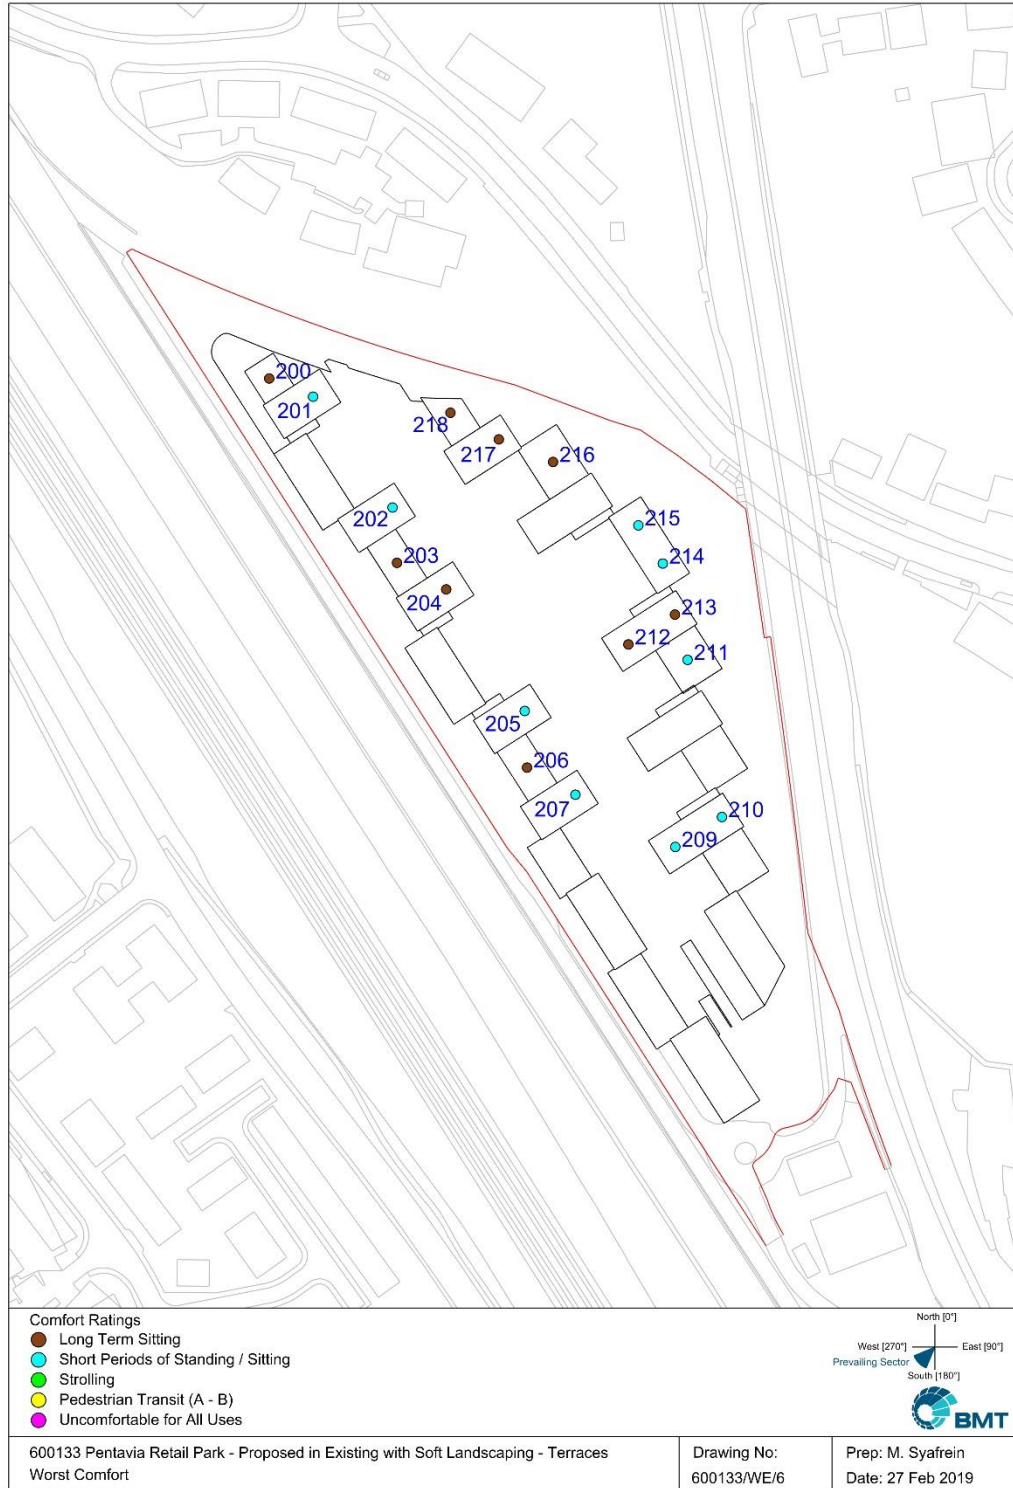 200
201
218
217
216
202
215
203
214
204
213
212
211
205
206
207
210
209
Comfort Ratings
Long Term Sitting
Short Periods of Standing / Sitting
Strolling
Pedestrian Transit (A - B)
Uncomfortable for All Uses
North [0°]
West [270°]
East [90°]
Prevailing Sector
South [180°]
BMT
600133 Pentavia Retail Park - Proposed in Existing with Soft Landscaping - Terraces
Worst Comfort
Drawing No:
600133/WE/6
Prep: M. Syafrein
Date: 27 Feb 2019